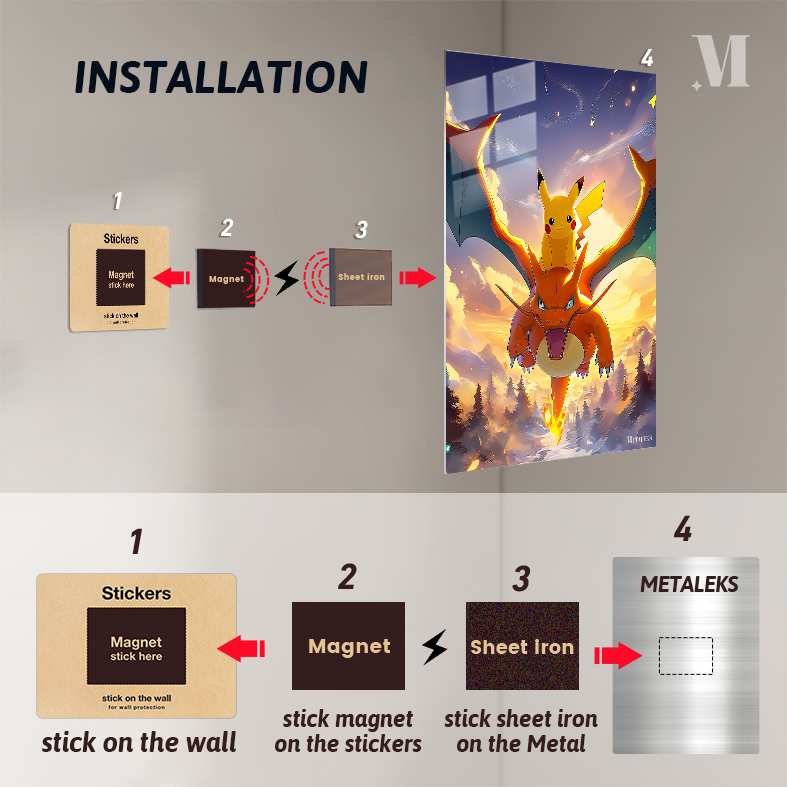 INSTALLATION
M
4
1
2
3
Stickers
Magnet
stick here
stick on the wall
for wall protection
Magnet
Sheet iron
METALEKS
1
2
3
4
Stickers
Magnet
stick here
stick on the wall
for wall protection
Magnet
Sheet iron
METALEKS
stick on the wall
stick magnet
on the stickers
stick sheet iron
on the Metal